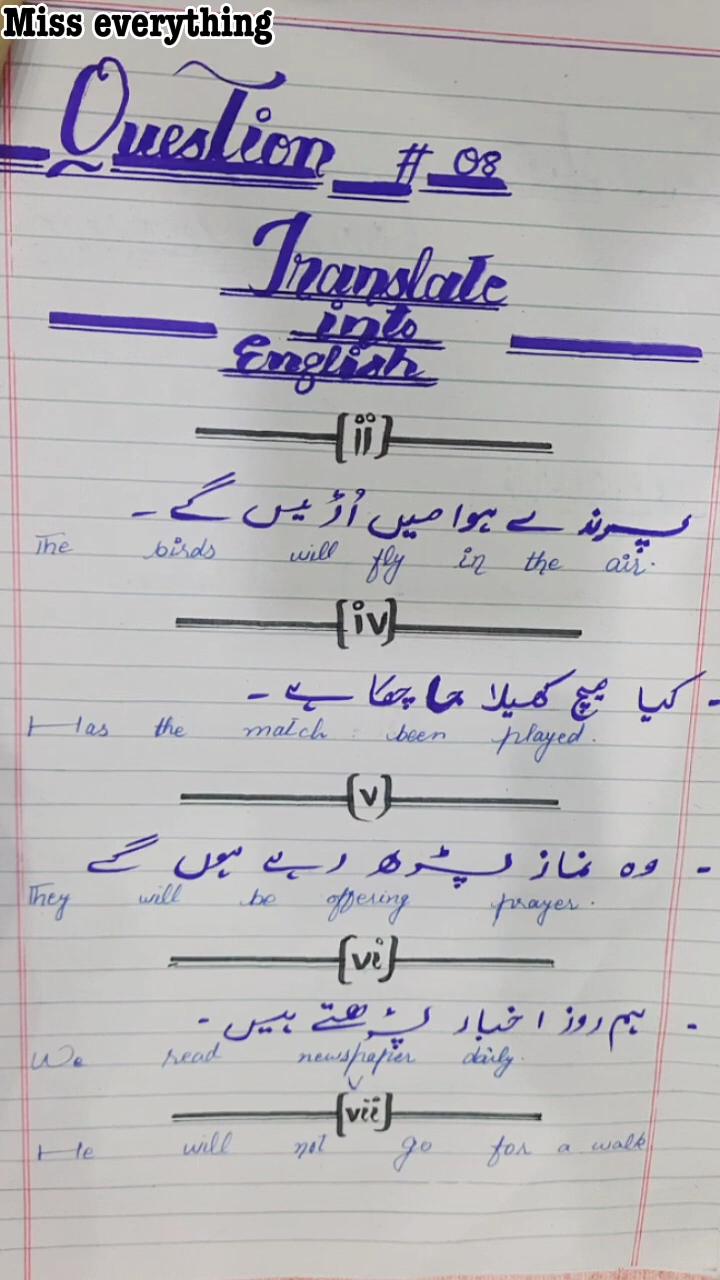 Miss everything
Question # 08
Translate
into
English
(ii)
پرندے ہوا میں اُڑیں گے ۔
The birds will fly in the air.
(iv)
کیا میچ کھیلا جا چکا ہے ۔
Has the match been played.
(v)
وہ نماز پڑھ رہے ہوں گے
They will be offering prayer.
(vi)
ہم روز اخبار پڑھتے ہیں ۔
We read newspaper daily.
(vii)
He will not go for a walk